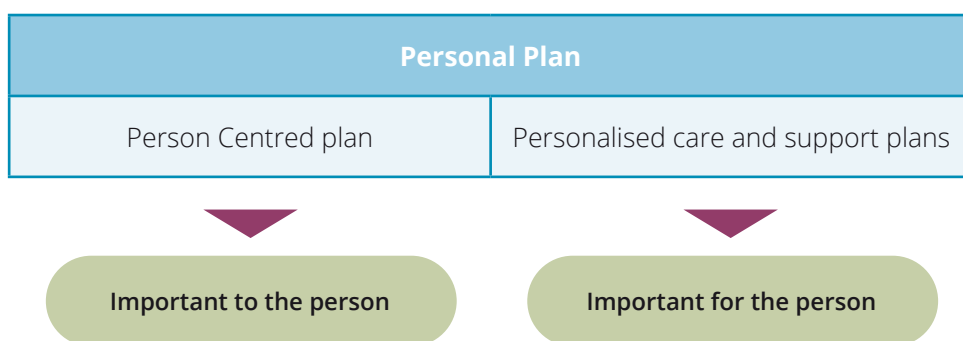 Personal Plan
Person Centred plan
Personalised care and support plans
Important to the person
Important for the person